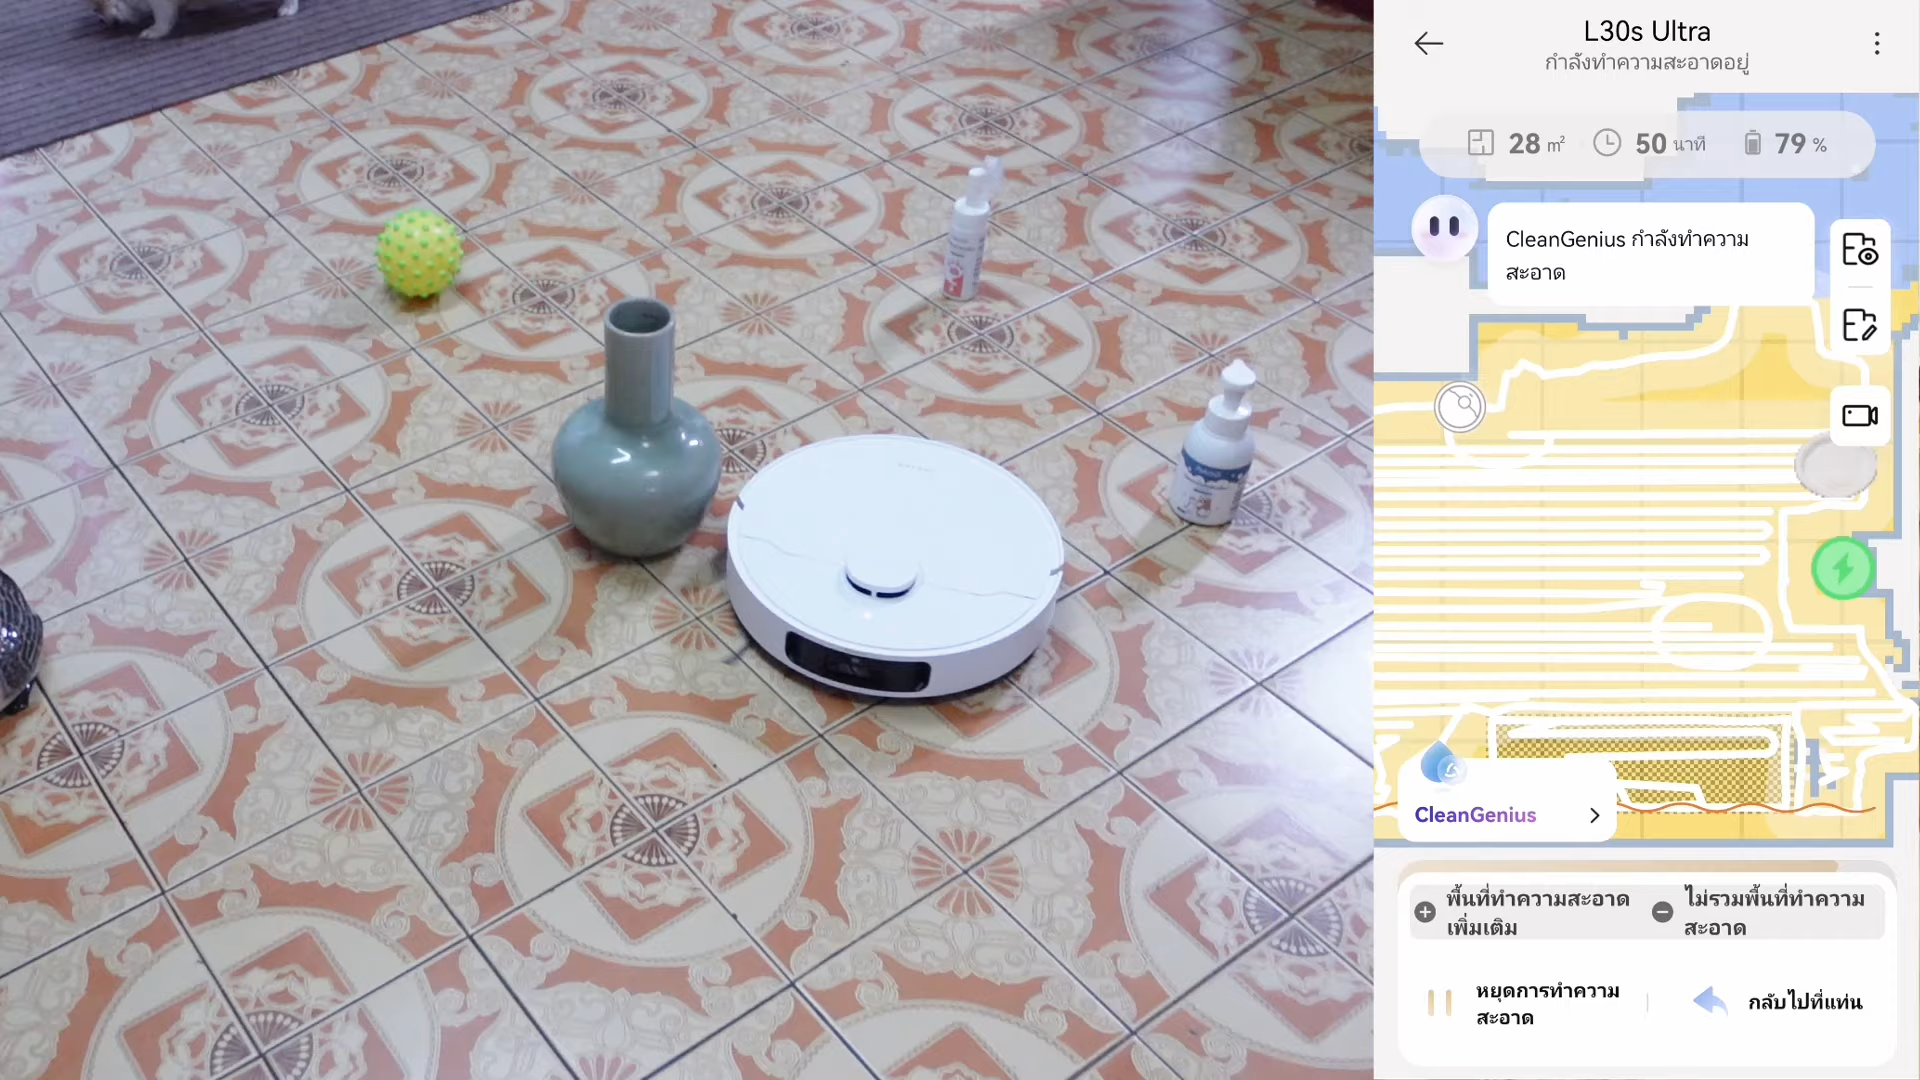 L30s Ultra
กำลังทำความสะอาดอยู่
28 m² 50 นาที 79 %
CleanGenius กำลังทำความ
สะอาด
CleanGenius
พื้นที่ทำความสะอาด
เพิ่มเติม
ไม่รวมพื้นที่ทำความ
สะอาด
หยุดการทำความ
สะอาด
กลับไปที่แท่น